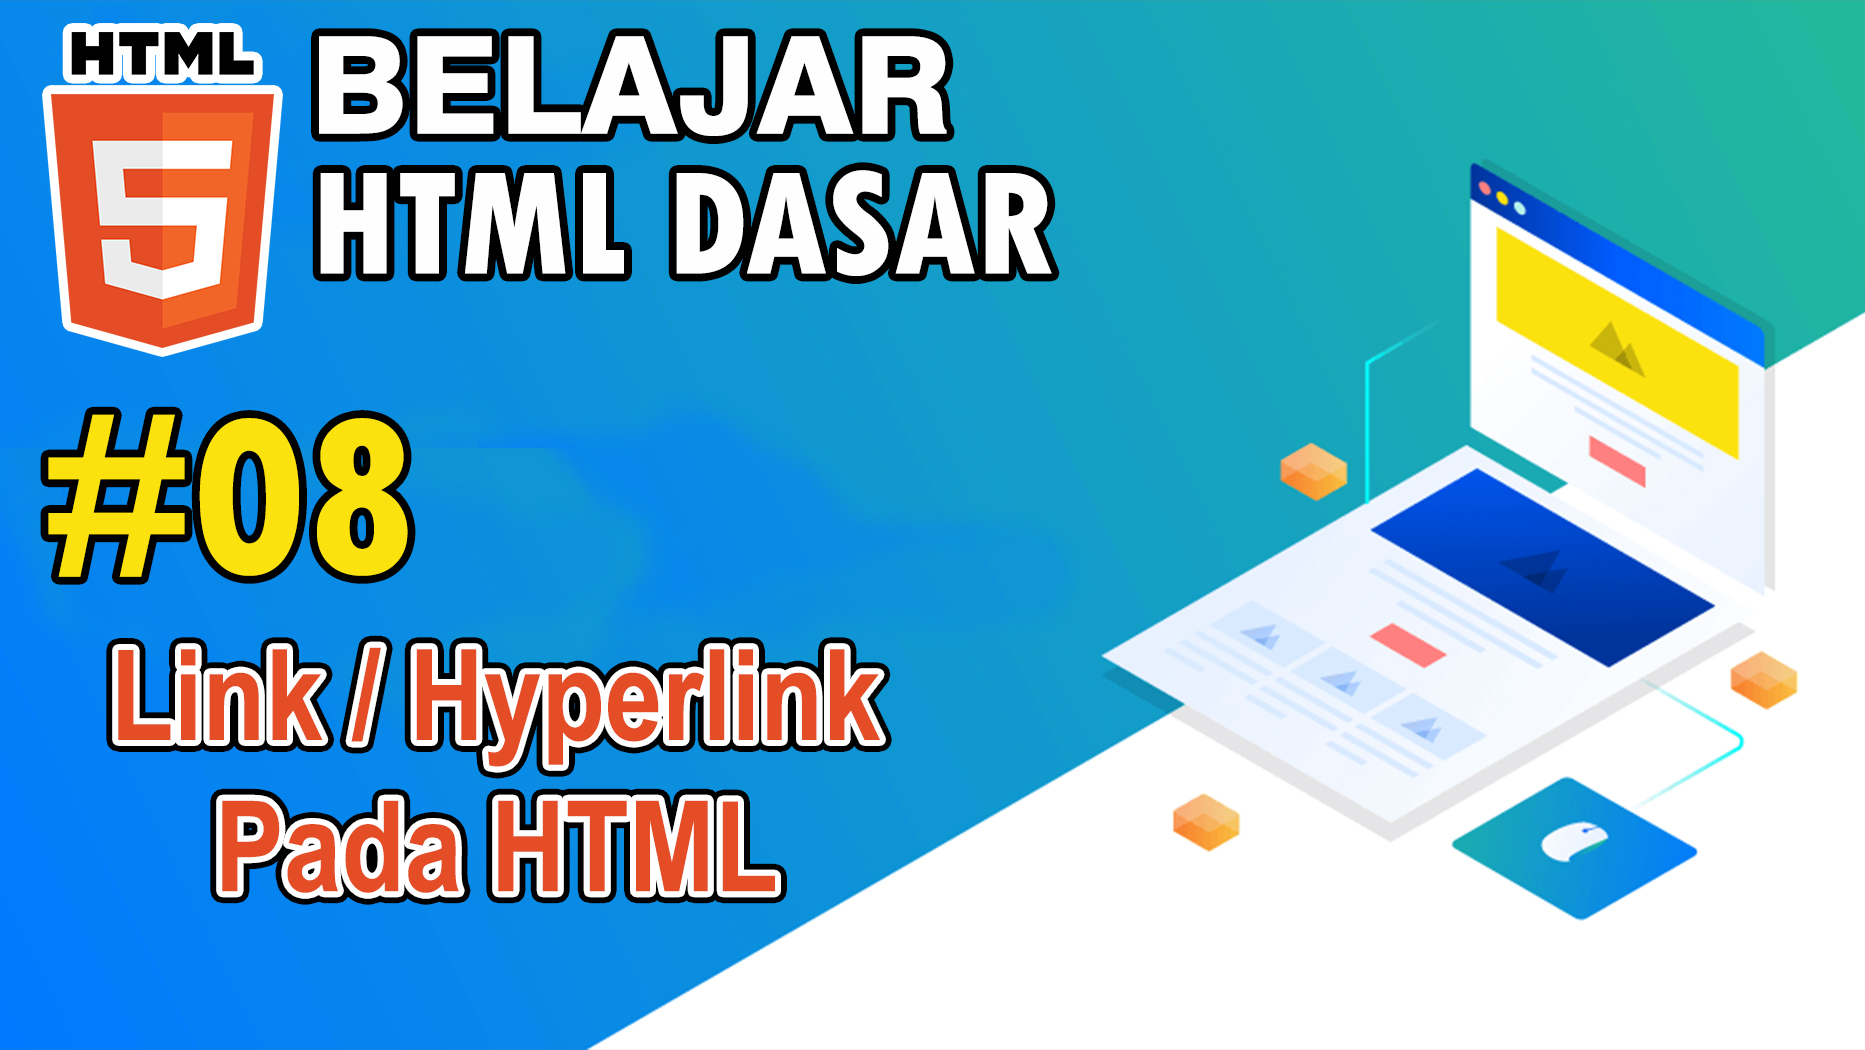 HTML
5
BELAJAR
HTML DASAR
#08
Link / Hyperlink
Pada HTML